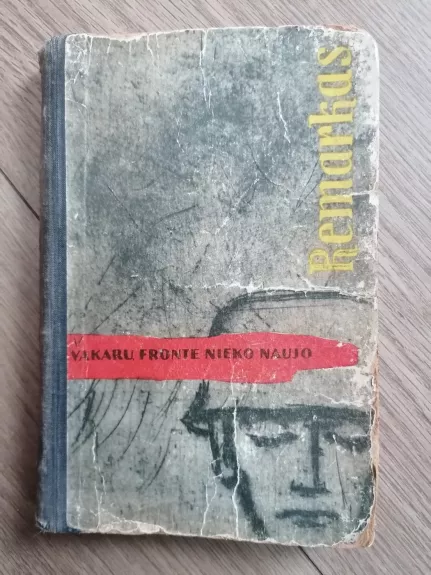 Remarkas
VAKARŲ FRONTE NIEKO NAUJO